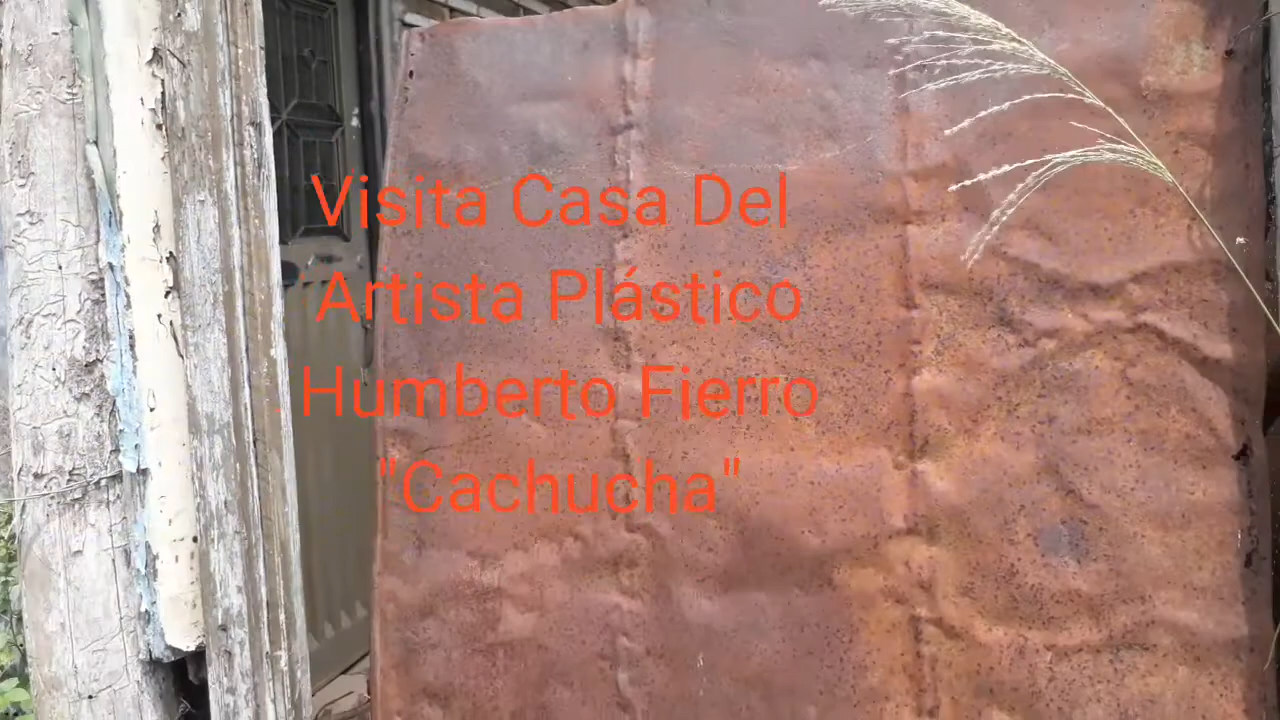 Visita Casa Del
Artista Plástico
Humberto Fierro
"Cachucha"